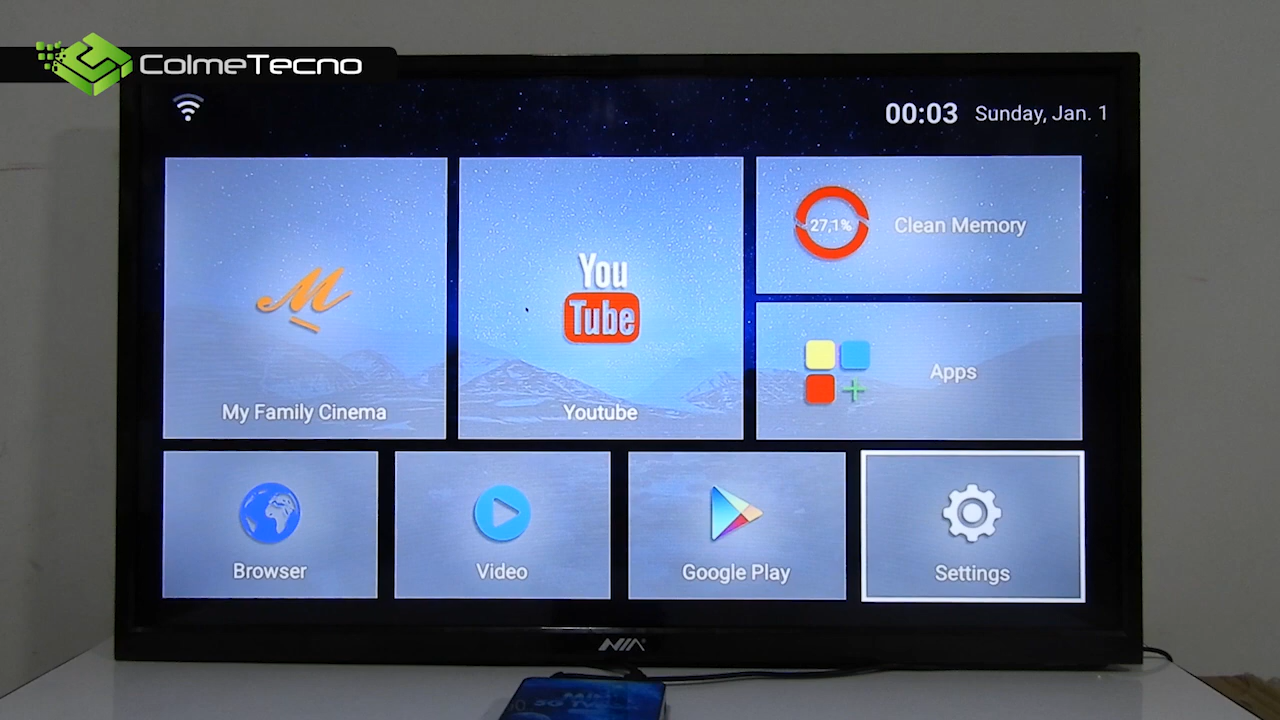 ColmeTecno
00:03 Sunday, Jan. 1
27,1%
Clean Memory
You
Tube
My Family Cinema
Youtube
Apps
Browser
Video
Google Play
Settings
NIA
5G